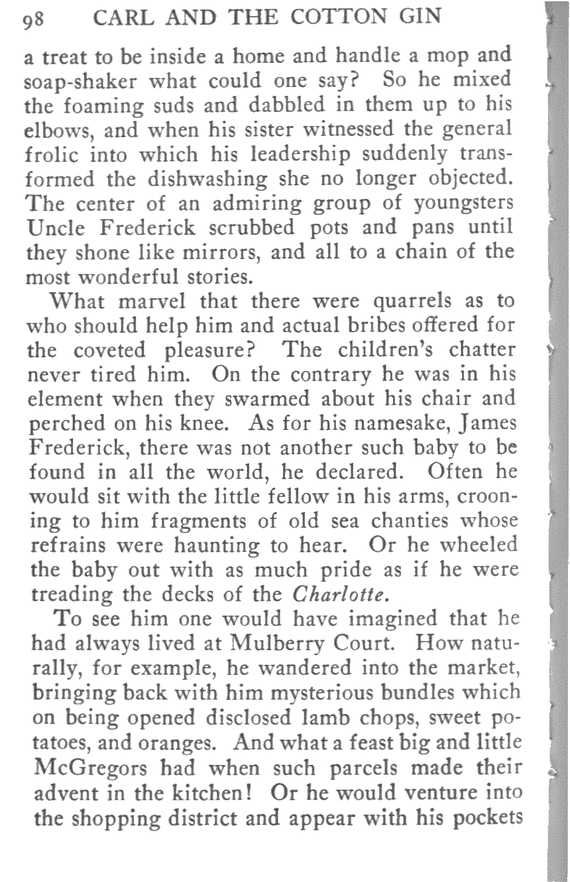 98 CARL AND THE COTTON GIN
a treat to be inside a home and handle a mop and
soap-shaker what could one say? So he mixed
the foaming suds and dabbled in them up to his
elbows, and when his sister witnessed the general
frolic into which his leadership suddenly trans-
formed the dishwashing she no longer objected.
The center of an admiring group of youngsters
Uncle Frederick scrubbed pots and pans until
they shone like mirrors, and all to a chain of the
most wonderful stories.
What marvel that there were quarrels as to
who should help him and actual bribes offered for
the coveted pleasure? The children's chatter
never tired him. On the contrary he was in his
element when they swarmed about his chair and
perched on his knee. As for his namesake, James
Frederick, there was not another such baby to be
found in all the world, he declared. Often he
would sit with the little fellow in his arms, croon-
ing to him fragments of old sea chanties whose
refrains were haunting to hear. Or he wheeled
the baby out with as much pride as if he were
treading the decks of the Charlotte.
To see him one would have imagined that he
had always lived at Mulberry Court. How natu-
rally, for example, he wandered into the market,
bringing back with him mysterious bundles which
on being opened disclosed lamb chops, sweet po-
tatoes, and oranges. And what a feast big and little
McGregors had when such parcels made their
advent in the kitchen! Or he would venture into
the shopping district and appear with his pockets